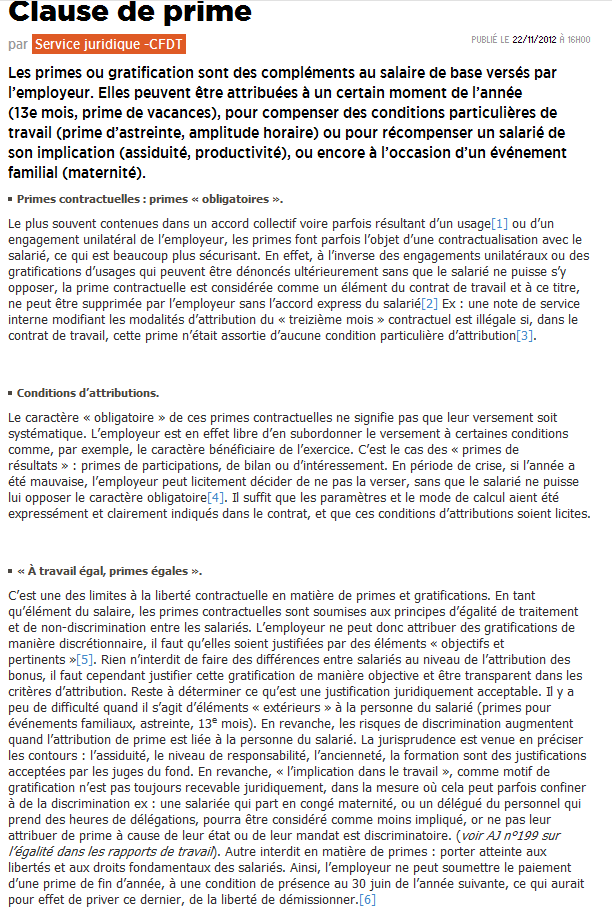 Clause de prime
par Service juridique -CFDT
PUBLIÉ LE 22/11/2012 À 16H00
Les primes ou gratification sont des compléments au salaire de base versés par
l’employeur. Elles peuvent être attribuées à un certain moment de l’année
(13e mois, prime de vacances), pour compenser des conditions particulières de
travail (prime d’astreinte, amplitude horaire) ou pour récompenser un salarié de
son implication (assiduité, productivité), ou encore à l’occasion d’un événement
familial (maternité).
▪ Primes contractuelles : primes « obligatoires ».
Le plus souvent contenues dans un accord collectif voire parfois résultant d’un usage[1] ou d’un
engagement unilatéral de l’employeur, les primes font parfois l’objet d’une contractualisation avec le
salarié, ce qui est beaucoup plus sécurisant. En effet, à l’inverse des engagements unilatéraux ou des
gratifications d’usages qui peuvent être dénoncés ultérieurement sans que le salarié ne puisse s’y
opposer, la prime contractuelle est considérée comme un élément du contrat de travail et à ce titre,
ne peut être supprimée par l’employeur sans l’accord express du salarié[2] Ex : une note de service
interne modifiant les modalités d’attribution du « treizième mois » contractuel est illégale si, dans le
contrat de travail, cette prime n’était assortie d’aucune condition particulière d’attribution[3].
▪ Conditions d’attributions.
Le caractère « obligatoire » de ces primes contractuelles ne signifie pas que leur versement soit
systématique. L’employeur est en effet libre d’en subordonner le versement à certaines conditions
comme, par exemple, le caractère bénéficiaire de l’exercice. C’est le cas des « primes de
résultats » : primes de participations, de bilan ou d’intéressement. En période de crise, si l’année a
été mauvaise, l’employeur peut licitement décider de ne pas la verser, sans que le salarié ne puisse
lui opposer le caractère obligatoire[4]. Il suffit que les paramètres et le mode de calcul aient été
expressément et clairement indiqués dans le contrat, et que ces conditions d’attributions soient licites.
▪ « À travail égal, primes égales ».
C’est une des limites à la liberté contractuelle en matière de primes et gratifications. En tant
qu’élément du salaire, les primes contractuelles sont soumises aux principes d’égalité de traitement
et de non-discrimination entre les salariés. L’employeur ne peut donc attribuer des gratifications de
manière discrétionnaire, il faut qu’elles soient justifiées par des éléments « objectifs et
pertinents »[5]. Rien n’interdit de faire des différences entre salariés au niveau de l’attribution des
bonus, il faut cependant justifier cette gratification de manière objective et être transparent dans les
critères d’attribution. Reste à déterminer ce qu’est une justification juridiquement acceptable. Il y a
peu de difficulté quand il s’agit d’éléments « extérieurs » à la personne du salarié (primes pour
événements familiaux, astreinte, 13e mois). En revanche, les risques de discrimination augmentent
quand l’attribution de prime est liée à la personne du salarié. La jurisprudence est venue en préciser
les contours : l’assiduité, le niveau de responsabilité, l’ancienneté, la formation sont des justifications
acceptées par les juges du fond. En revanche, « l’implication dans le travail », comme motif de
gratification n’est pas toujours recevable juridiquement, dans la mesure où cela peut parfois confiner
à de la discrimination ex : une salariée qui part en congé maternité, ou un délégué du personnel qui
prend des heures de délégations, pourra être considéré comme moins impliqué, or ne pas leur
attribuer de prime à cause de leur état ou de leur mandat est discriminatoire. (voir AJ n°199 sur
l’égalité dans les rapports de travail). Autre interdit en matière de primes : porter atteinte aux
libertés et aux droits fondamentaux des salariés. Ainsi, l’employeur ne peut soumettre le paiement
d’une prime de fin d’année, à une condition de présence au 30 juin de l’année suivante, ce qui aurait
pour effet de priver ce dernier, de la liberté de démissionner.[6]